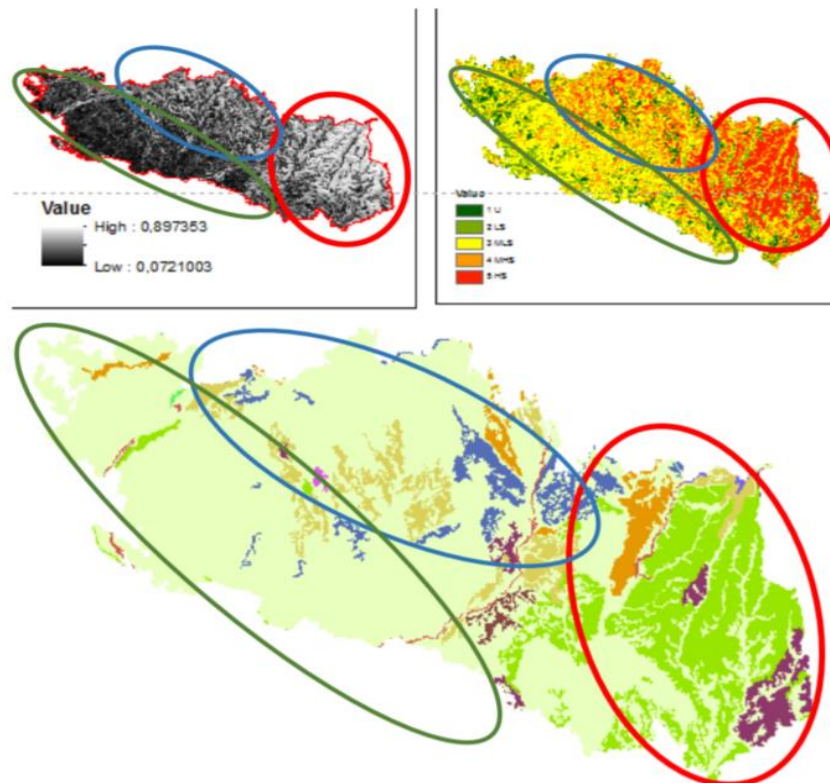 Value
High : 0,897353
Low : 0,0721003
Value
1 U
2 LS
3 MLS
4 MHS
5 HS